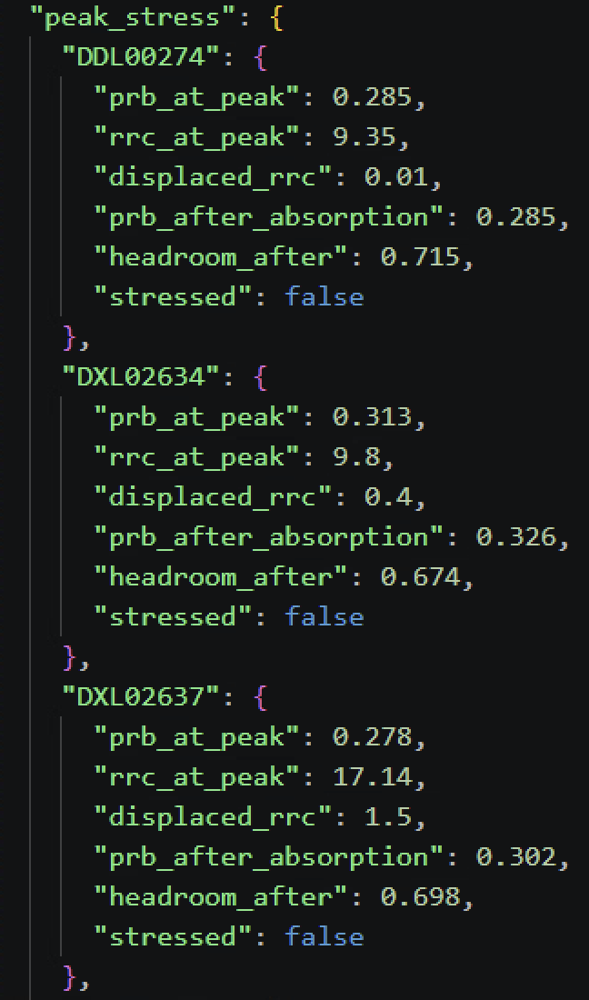 "peak_stress": {
"DDL00274": {
"prb_at_peak": 0.285,
"rrc_at_peak": 9.35,
"displaced_rrc": 0.01,
"prb_after_absorption": 0.285,
"headroom_after": 0.715,
"stressed": false
},
"DXL02634": {
"prb_at_peak": 0.313,
"rrc_at_peak": 9.8,
"displaced_rrc": 0.4,
"prb_after_absorption": 0.326,
"headroom_after": 0.674,
"stressed": false
},
"DXL02637": {
"prb_at_peak": 0.278,
"rrc_at_peak": 17.14,
"displaced_rrc": 1.5,
"prb_after_absorption": 0.302,
"headroom_after": 0.698,
"stressed": false
},